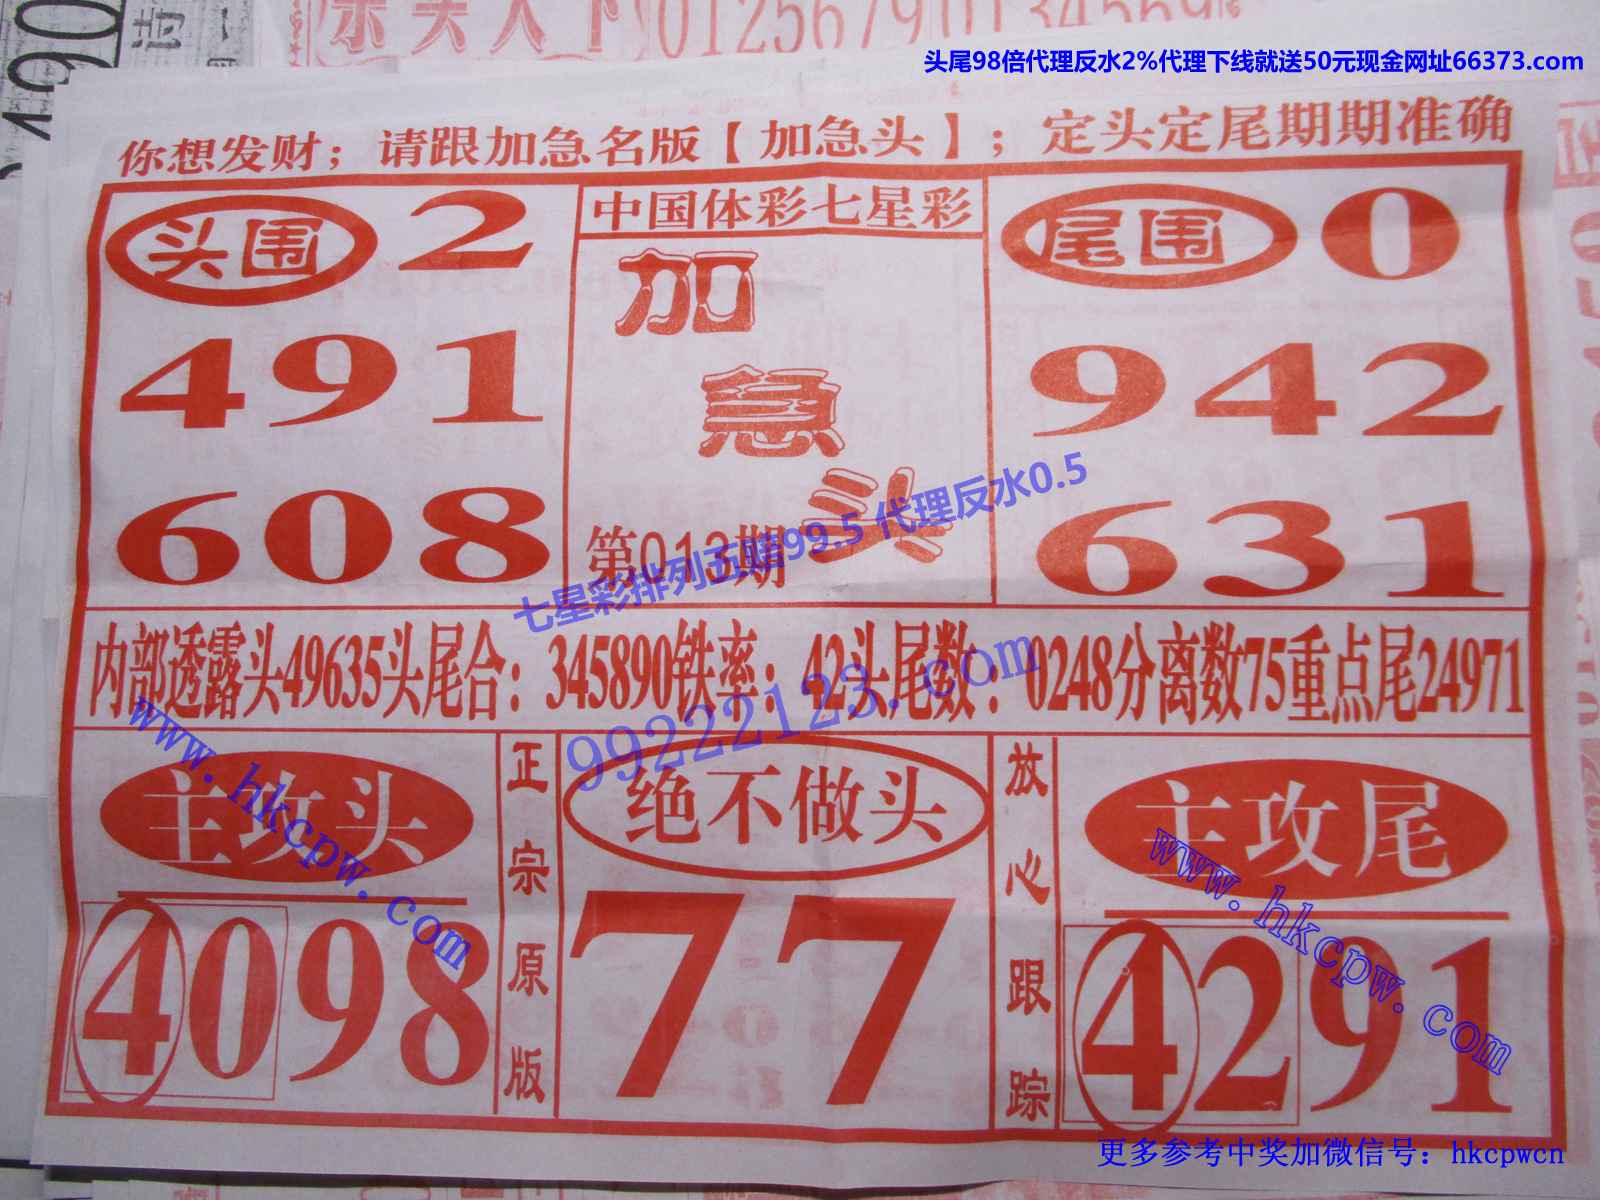 乐头天下 0125679 0134569
头尾98倍代理反水2%代理下线就送50元现金网址66373.com
你想发财；请跟加急名版【加急头】；定头定尾期期准确
头围 2
491
608
中国体彩七星彩
加急头
第013期
尾围 0
942
631
七星彩排列五赔99.5 代理反水0.5
内部透露头49635头尾合：345890铁率：42头尾数：0248分离数75重点尾24971
99222123.com
www.hkcpw.com
主攻头
4098
正宗原版
绝不做头
77
放心跟踪
主攻尾
4291
www.hkcpw.com
更多参考中奖加微信号：hkcpwcn